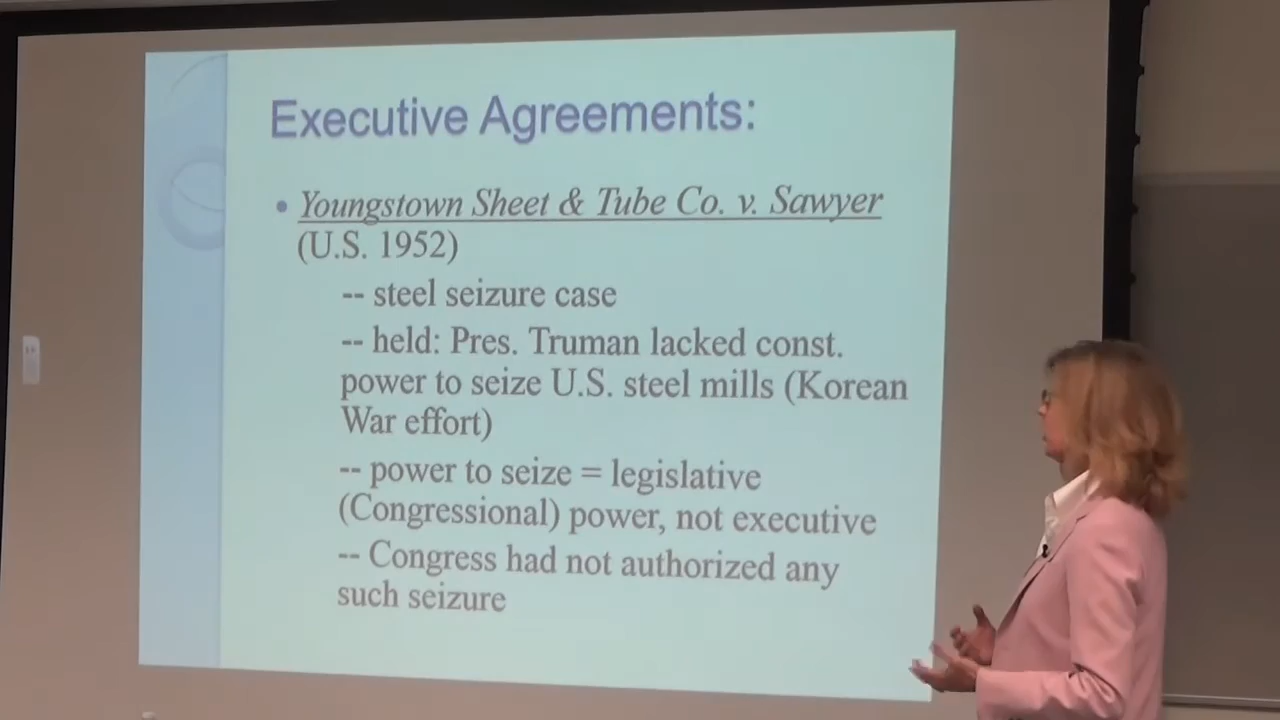 Executive Agreements:
• Youngstown Sheet & Tube Co. v. Sawyer
(U.S. 1952)
-- steel seizure case
-- held: Pres. Truman lacked const.
power to seize U.S. steel mills (Korean
War effort)
-- power to seize = legislative
(Congressional) power, not executive
-- Congress had not authorized any
such seizure